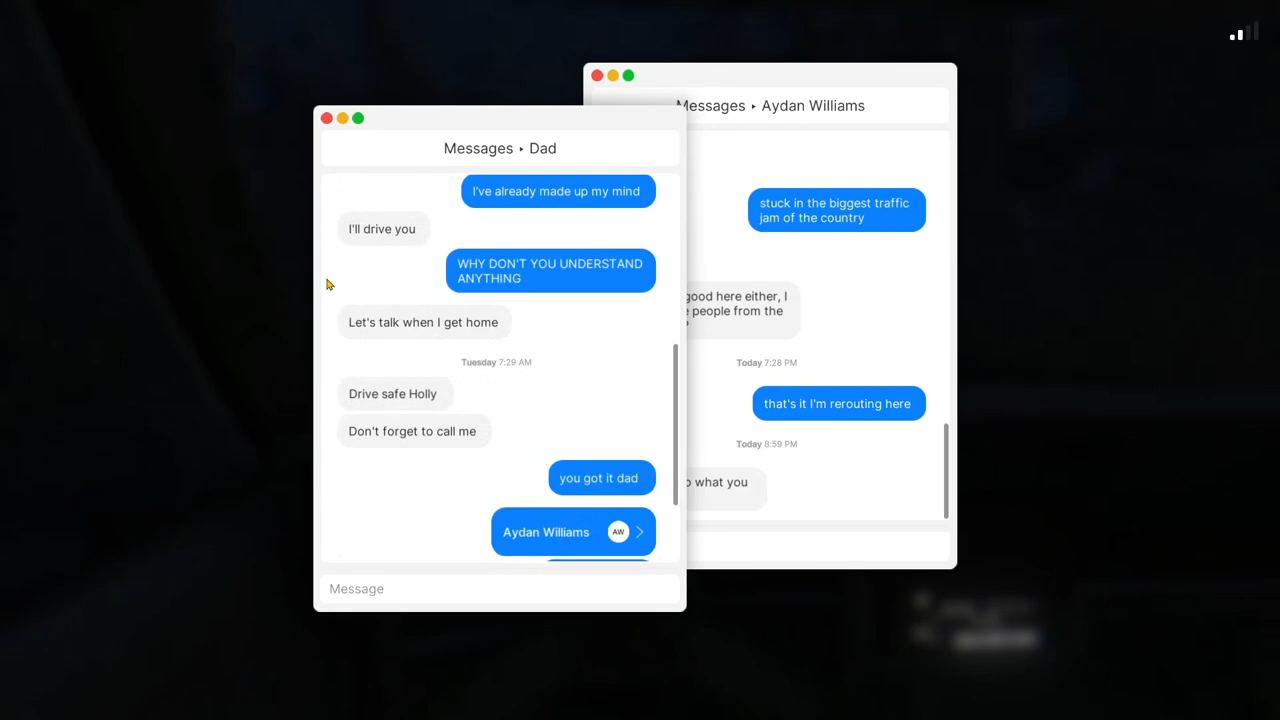 Messages ▸ Aydan Williams
stuck in the biggest traffic
jam of the country
good here either, I
people from the
Today 7:28 PM
that's it I'm rerouting here
Today 8:59 PM
what you
Messages ▸ Dad
I've already made up my mind
I'll drive you
WHY DON'T YOU UNDERSTAND
ANYTHING
Let's talk when I get home
Tuesday 7:29 AM
Drive safe Holly
Don't forget to call me
you got it dad
Aydan Williams AW
Message